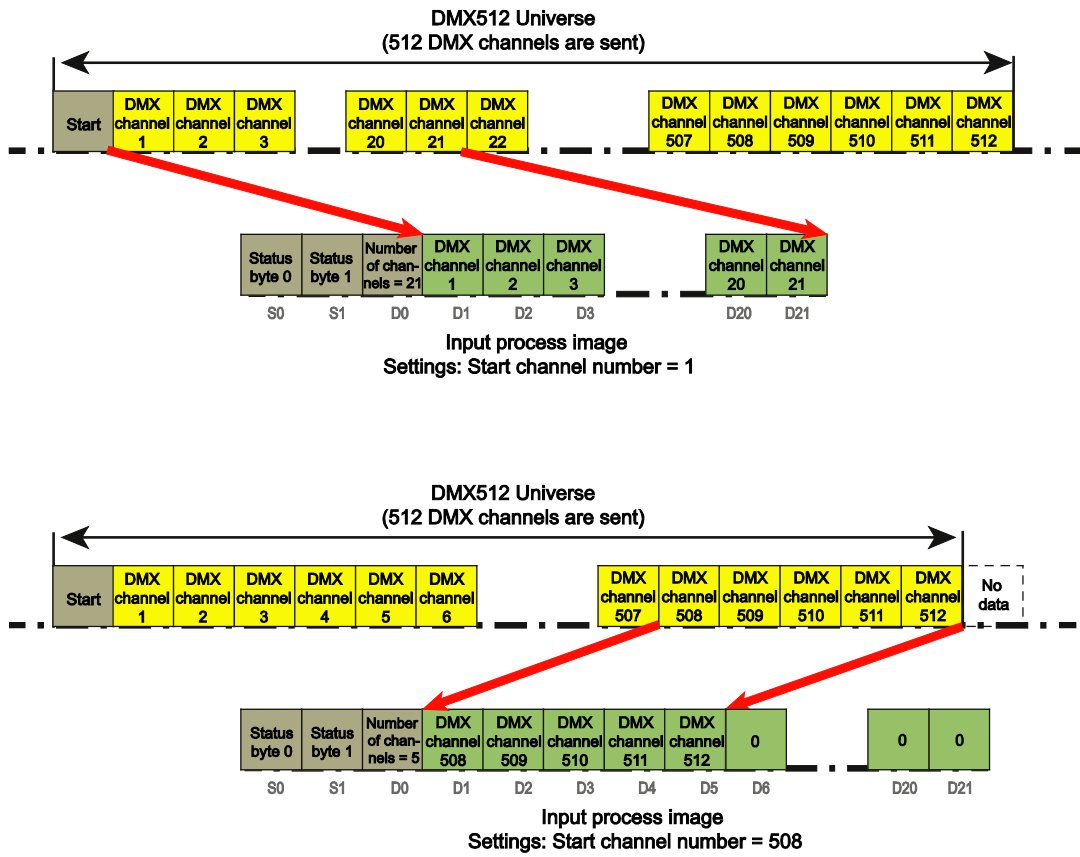 DMX512 Universe
(512 DMX channels are sent)
Start
DMX
channel
1
DMX
channel
2
DMX
channel
3
DMX
channel
20
DMX
channel
21
DMX
channel
22
DMX
channel
507
DMX
channel
508
DMX
channel
509
DMX
channel
510
DMX
channel
511
DMX
channel
512
Status
byte 0
Status
byte 1
Number
of chan-
nels = 21
DMX
channel
1
DMX
channel
2
DMX
channel
3
DMX
channel
20
DMX
channel
21
S0
S1
D0
D1
D2
D3
D20
D21
Input process image
Settings: Start channel number = 1
DMX512 Universe
(512 DMX channels are sent)
Start
DMX
channel
1
DMX
channel
2
DMX
channel
3
DMX
channel
4
DMX
channel
5
DMX
channel
6
DMX
channel
507
DMX
channel
508
DMX
channel
509
DMX
channel
510
DMX
channel
511
DMX
channel
512
No
data
Status
byte 0
Status
byte 1
Number
of chan-
nels = 5
DMX
channel
508
DMX
channel
509
DMX
channel
510
DMX
channel
511
DMX
channel
512
0
0
0
S0
S1
D0
D1
D2
D3
D4
D5
D6
D20
D21
Input process image
Settings: Start channel number = 508